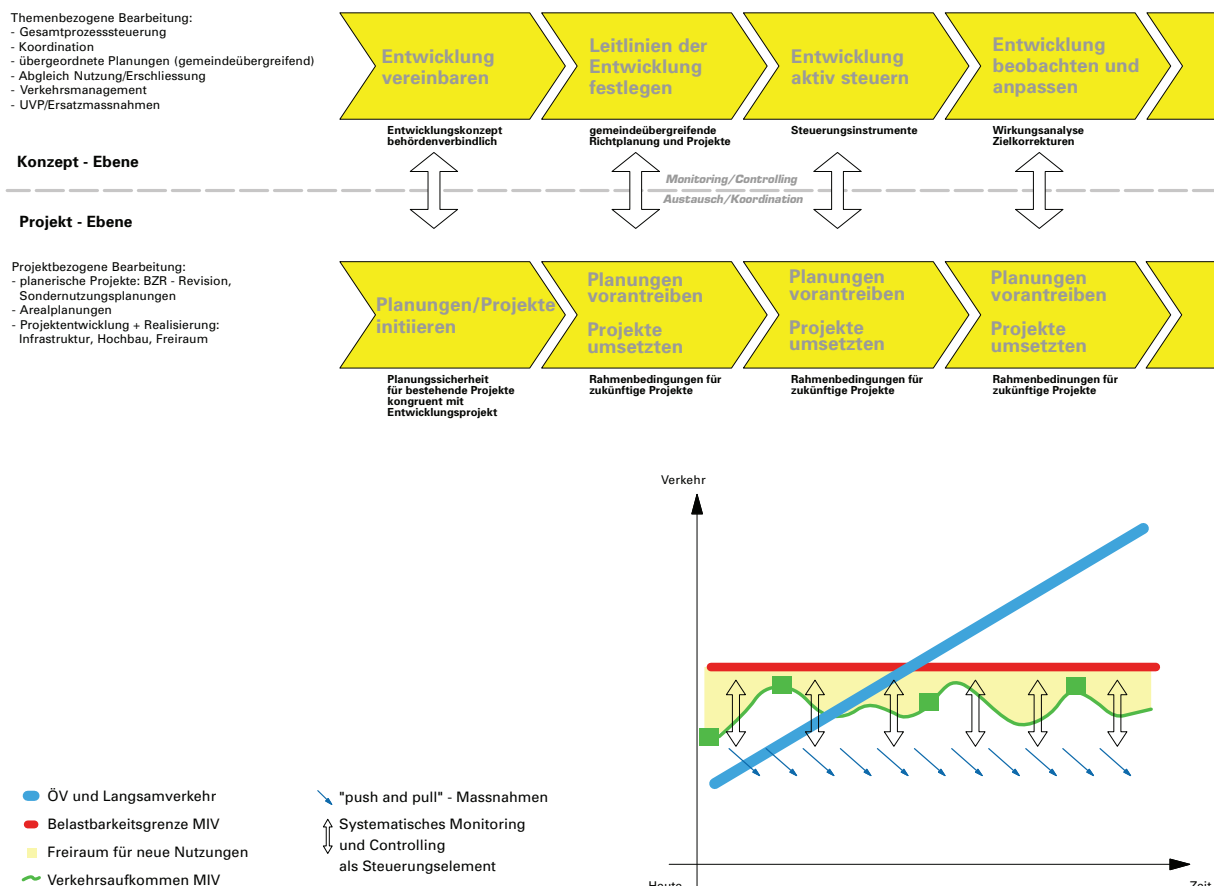 Themenbezogene Bearbeitung:
- Gesamtprozesssteuerung
- Koordination
- übergeordnete Planungen (gemeindeübergreifend)
- Abgleich Nutzung/Erschliessung
- Verkehrsmanagement
- UVP/Ersatzmassnahmen
Entwicklung
vereinbaren
Leitlinien der
Entwicklung
festlegen
Entwicklung
aktiv steuern
Entwicklung
beobachten und
anpassen
Entwicklungskonzept
behördenverbindlich
gemeindeübergreifende
Richtplanung und Projekte
Steuerungsinstrumente
Wirkungsanalyse
Zielkorrekturen
Konzept - Ebene
Monitoring/Controlling
Austausch/Koordination
Projekt - Ebene
Projektbezogene Bearbeitung:
- planerische Projekte: BZR - Revision,
Sondernutzungsplanungen
- Arealplanungen
- Projektentwicklung + Realisierung:
Infrastruktur, Hochbau, Freiraum
Planungen/Projekte
initiieren
Planungen
vorantreiben
Projekte
umsetzten
Planungen
vorantreiben
Projekte
umsetzten
Planungen
vorantreiben
Projekte
umsetzten
Planungssicherheit
für bestehende Projekte
kongruent mit
Entwicklungsprojekt
Rahmenbedingungen für
zukünftige Projekte
Rahmenbedingungen für
zukünftige Projekte
Rahmenbedinungen für
zukünftige Projekte
Verkehr
ÖV und Langsamverkehr
Belastbarkeitsgrenze MIV
Freiraum für neue Nutzungen
Verkehrsaufkommen MIV
"push and pull" - Massnahmen
Systematisches Monitoring
und Controlling
als Steuerungselement
Heute
Zeit